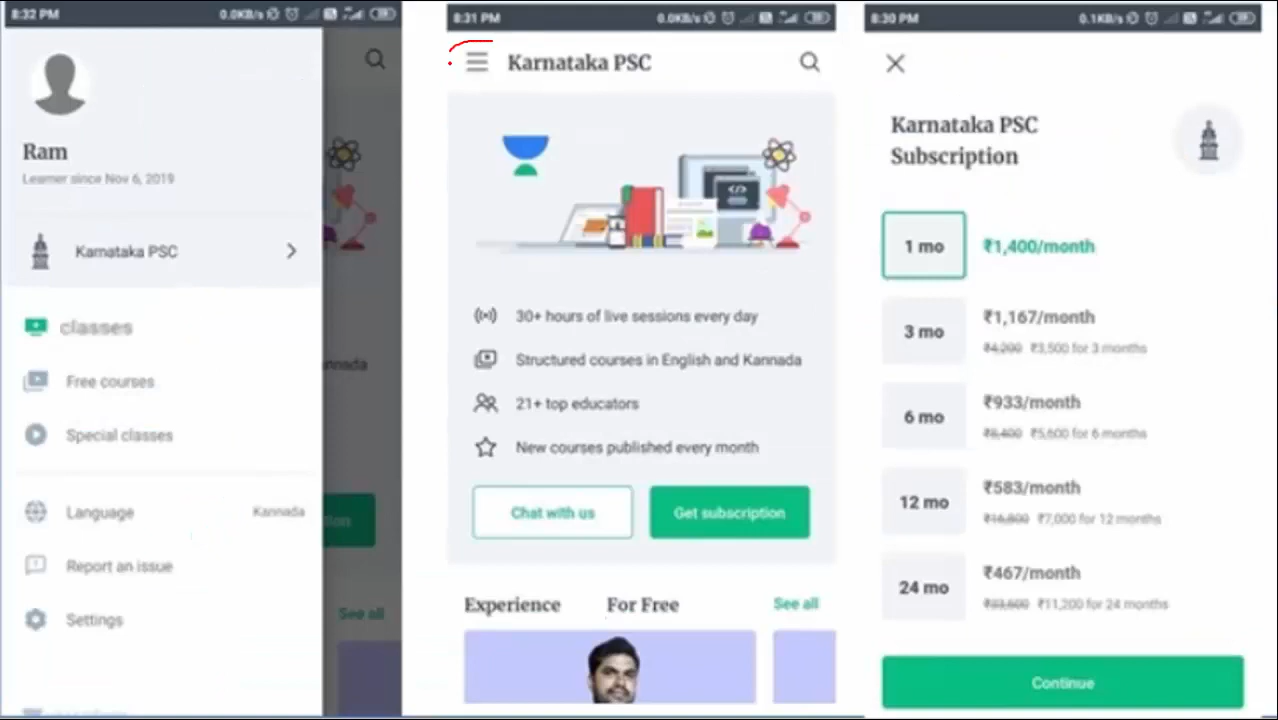 8:32 PM 0.0KB/s
Ram
Learner since Nov 6, 2019
Karnataka PSC
classes
Free courses
Special classes
Language Kannada
Report an issue
Settings
nnada
See all
8:31 PM 0.0KB/s
Karnataka PSC
30+ hours of live sessions every day
Structured courses in English and Kannada
21+ top educators
New courses published every month
Chat with us
Get subscription
Experience For Free See all
8:30 PM 0.1KB/s
Karnataka PSC
Subscription
1 mo ₹1,400/month
3 mo ₹1,167/month
₹4,200 ₹3,500 for 3 months
6 mo ₹933/month
₹8,400 ₹5,600 for 6 months
12 mo ₹583/month
₹16,800 ₹7,000 for 12 months
24 mo ₹467/month
₹33,600 ₹11,200 for 24 months
Continue